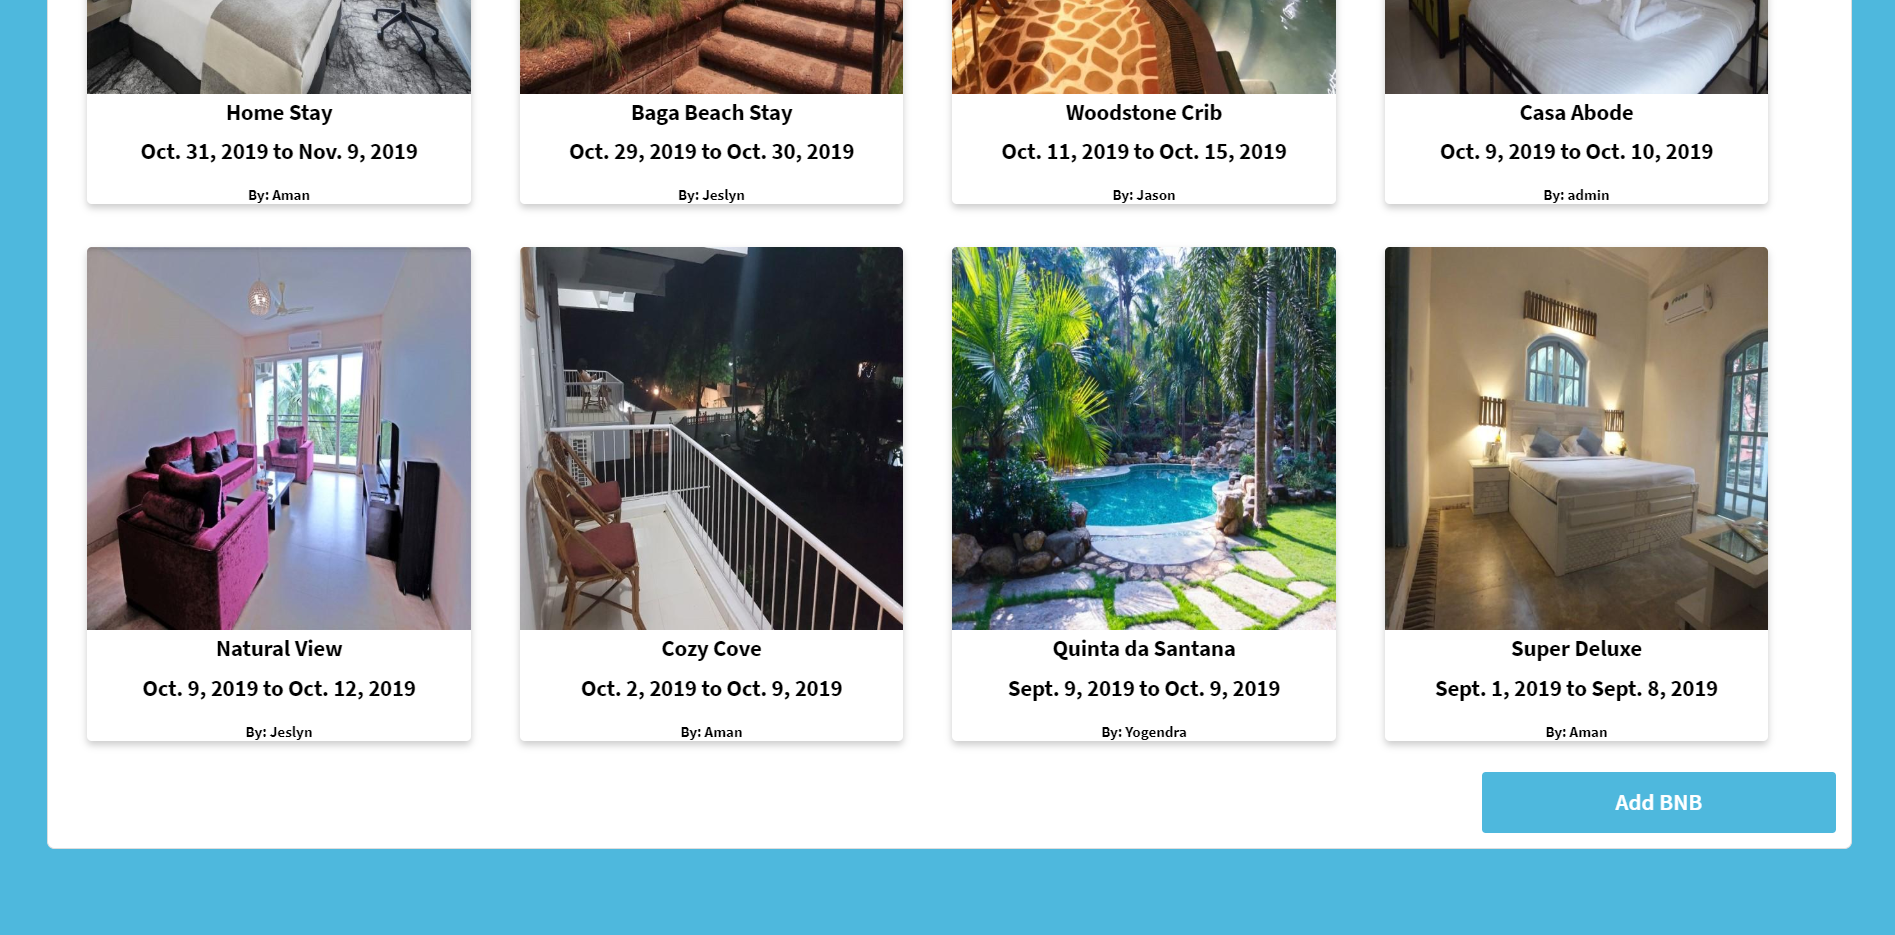 Home Stay
Oct. 31, 2019 to Nov. 9, 2019
By: Aman
Baga Beach Stay
Oct. 29, 2019 to Oct. 30, 2019
By: Jeslyn
Woodstone Crib
Oct. 11, 2019 to Oct. 15, 2019
By: Jason
Casa Abode
Oct. 9, 2019 to Oct. 10, 2019
By: admin
Natural View
Oct. 9, 2019 to Oct. 12, 2019
By: Jeslyn
Cozy Cove
Oct. 2, 2019 to Oct. 9, 2019
By: Aman
Quinta da Santana
Sept. 9, 2019 to Oct. 9, 2019
By: Yogendra
Super Deluxe
Sept. 1, 2019 to Sept. 8, 2019
By: Aman
Add BNB